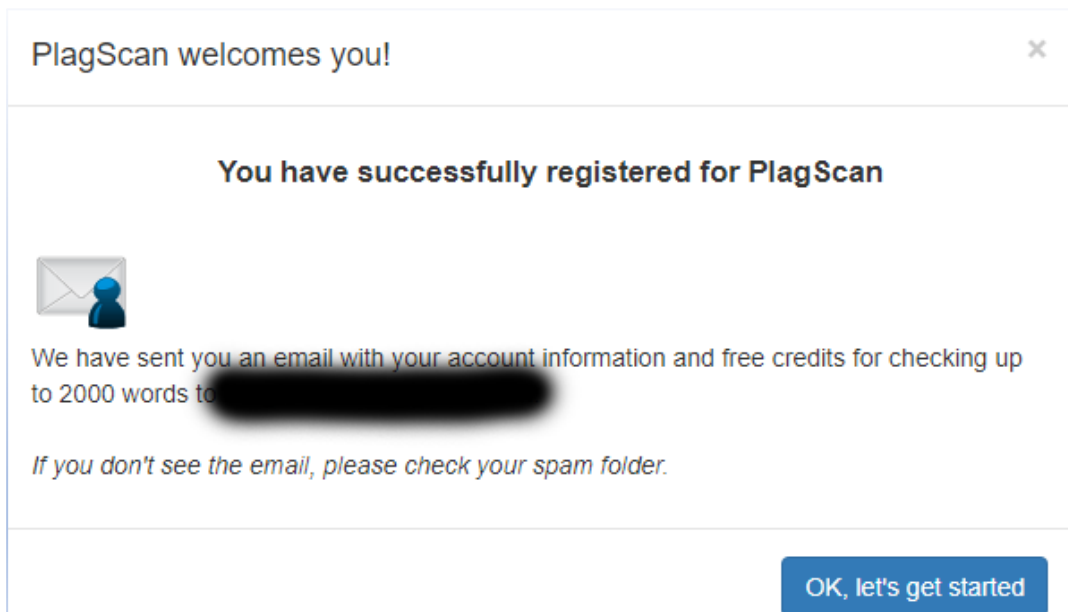 PlagScan welcomes you!
×
You have successfully registered for PlagScan
We have sent you an email with your account information and free credits for checking up
to 2000 words to
If you don't see the email, please check your spam folder.
OK, let's get started